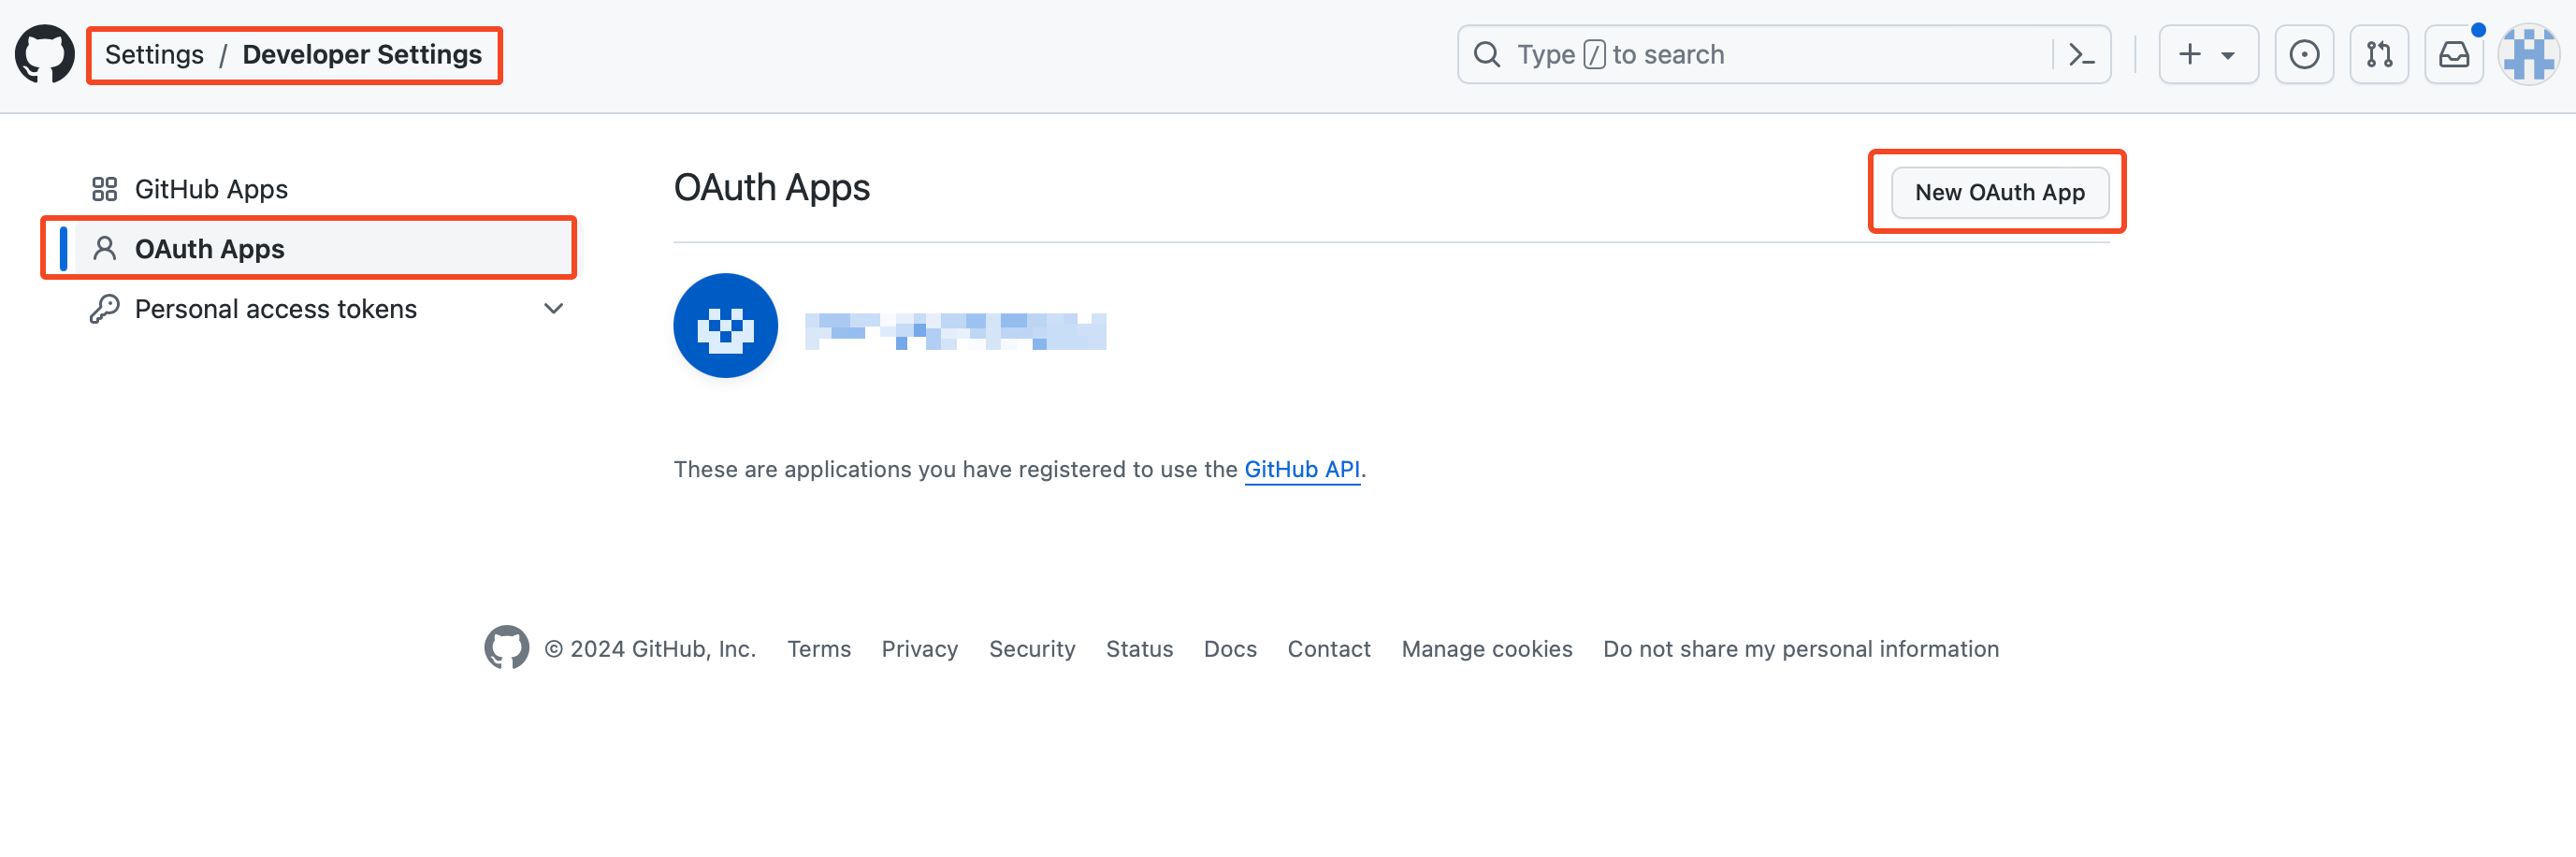 Settings / Developer Settings
Type / to search
GitHub Apps
OAuth Apps
Personal access tokens
OAuth Apps
New OAuth App
These are applications you have registered to use the GitHub API.
© 2024 GitHub, Inc. Terms Privacy Security Status Docs Contact Manage cookies Do not share my personal information